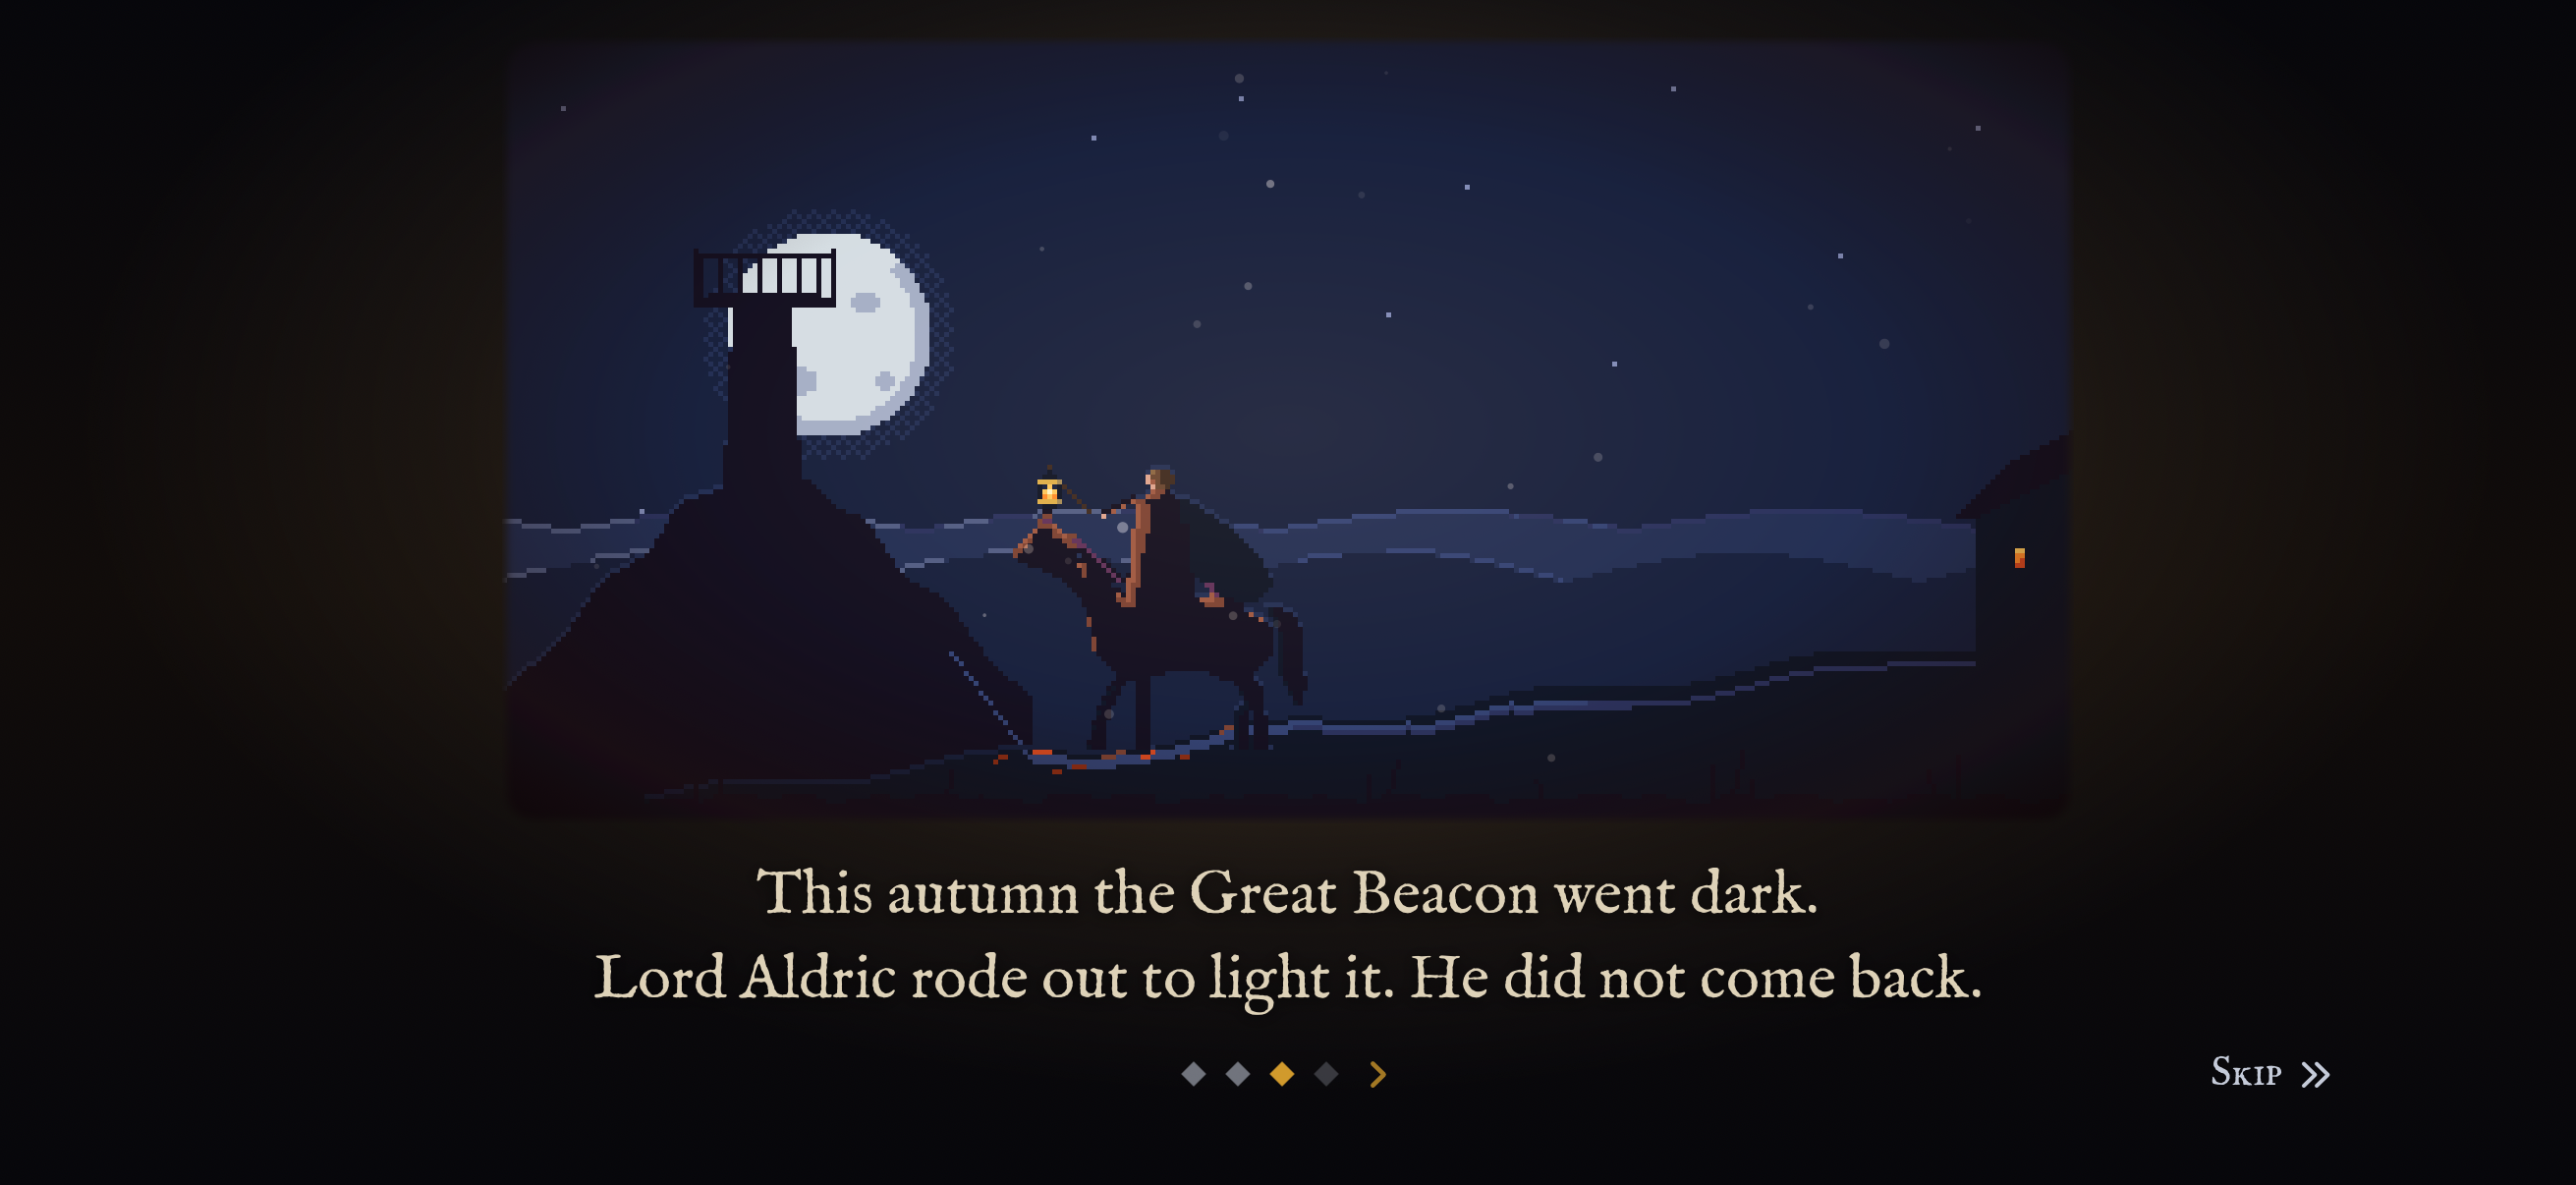 This autumn the Great Beacon went dark.
Lord Aldric rode out to light it. He did not come back.
Skip